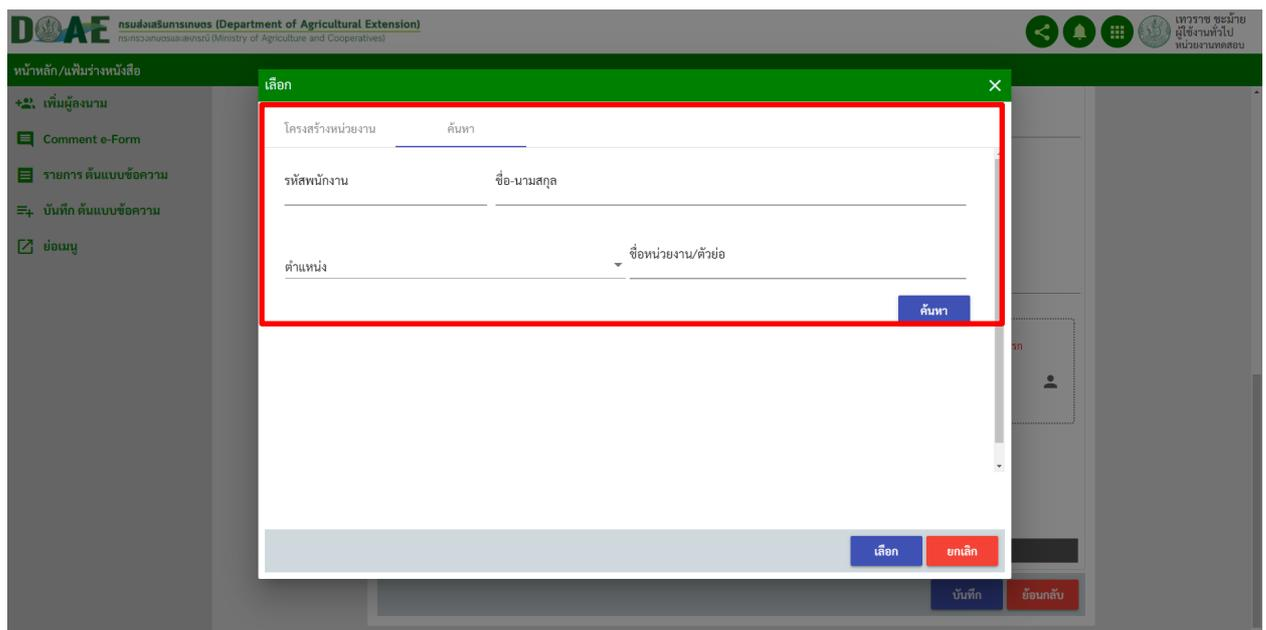 DOAE
กรมส่งเสริมการเกษตร (Department of Agricultural Extension)
กระทรวงเกษตรและสหกรณ์ (Ministry of Agriculture and Cooperatives)
เทวราช ชะม้าย
ผู้ใช้งานทั่วไป
หน่วยงานทดสอบ
หน้าหลัก/แฟ้มร่างหนังสือ
เพิ่มผู้ลงนาม
Comment e-Form
รายการ ต้นแบบข้อความ
บันทึก ต้นแบบข้อความ
ย่อเมนู
เลือก
โครงสร้างหน่วยงาน ค้นหา
รหัสพนักงาน ชื่อ-นามสกุล
ตำแหน่ง ชื่อหน่วยงาน/ตัวย่อ
ค้นหา
รก
เลือก ยกเลิก
บันทึก ย้อนกลับ